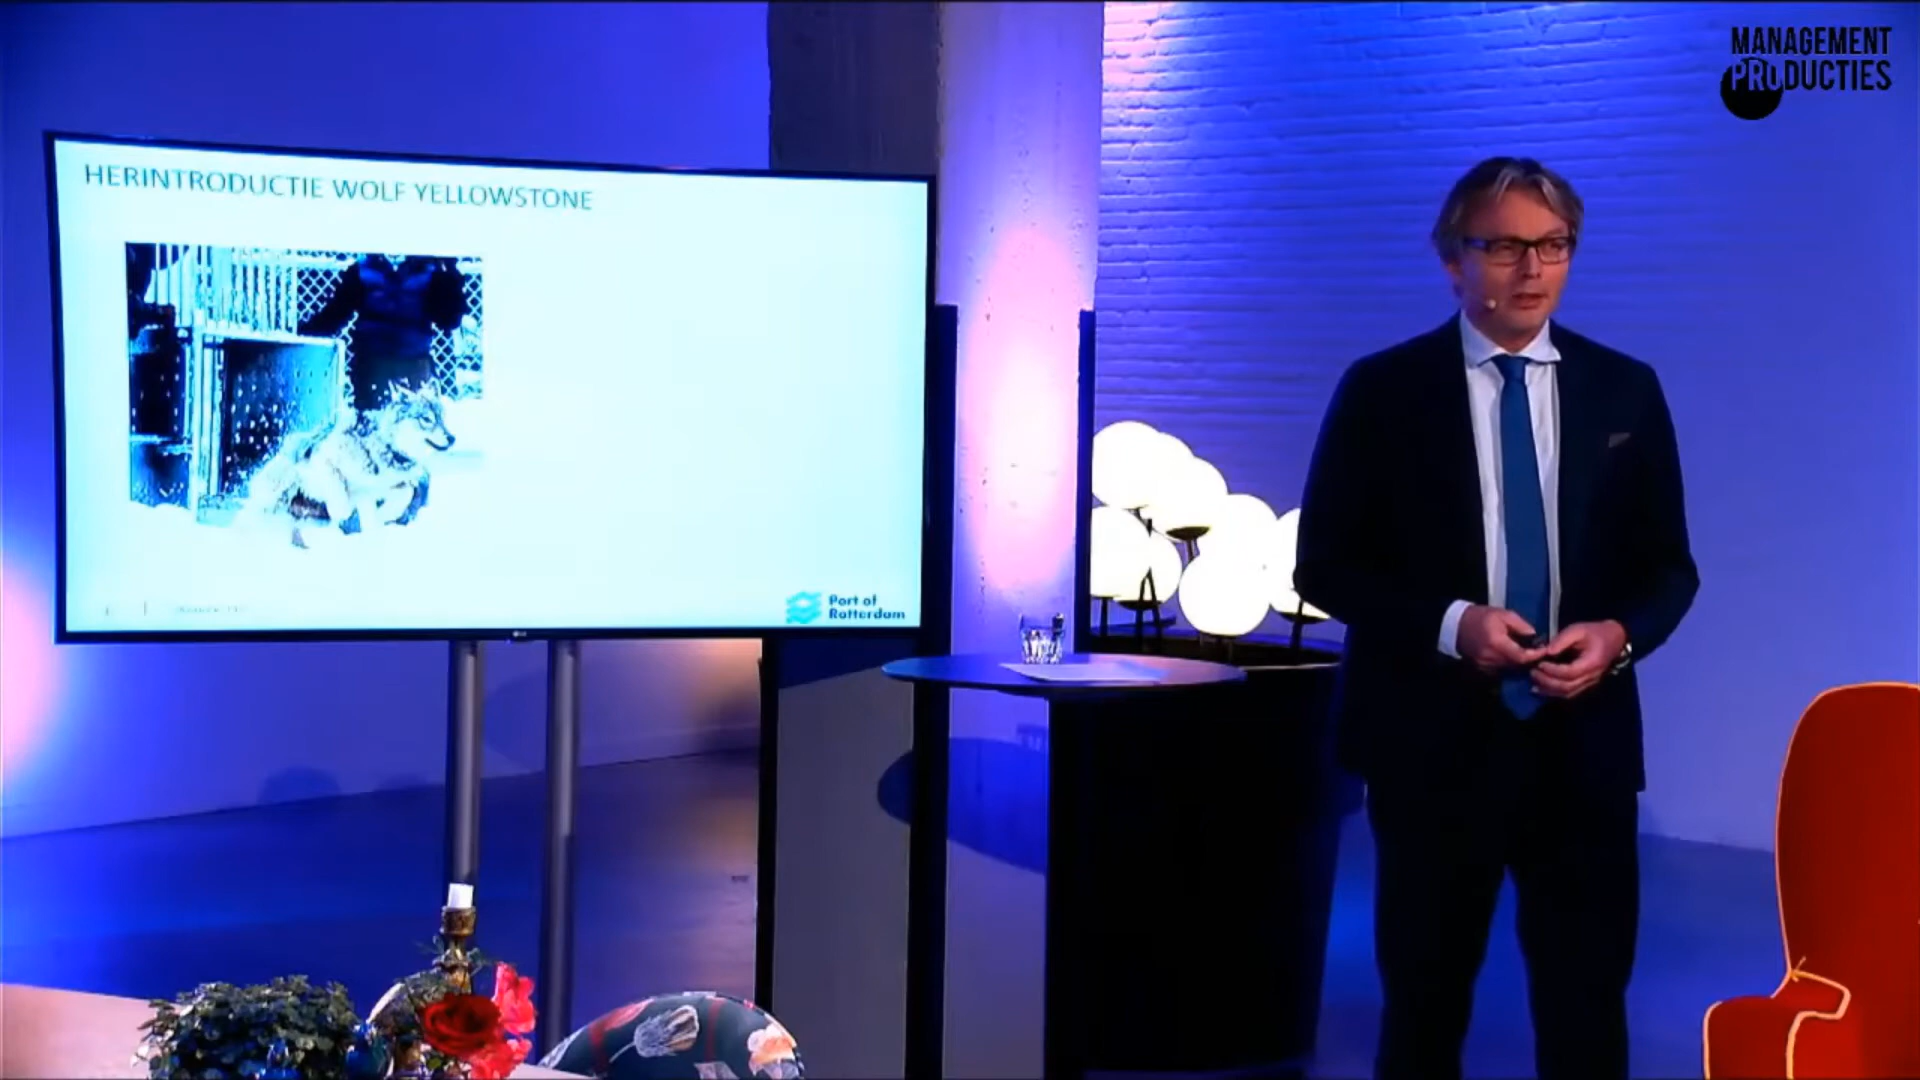 MANAGEMENT
PRODUCTIES
HERINTRODUCTIE WOLF YELLOWSTONE
Port of
Rotterdam